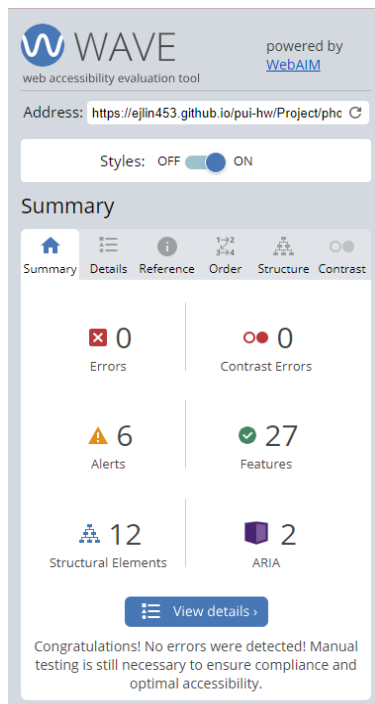 WAVE
web accessibility evaluation tool
powered by
WebAIM
Address: https://ejlin453.github.io/pui-hw/Project/phc
Styles: OFF ON
Summary
Summary Details Reference Order Structure Contrast
0
Errors
0
Contrast Errors
6
Alerts
27
Features
12
Structural Elements
2
ARIA
View details ›
Congratulations! No errors were detected! Manual
testing is still necessary to ensure compliance and
optimal accessibility.